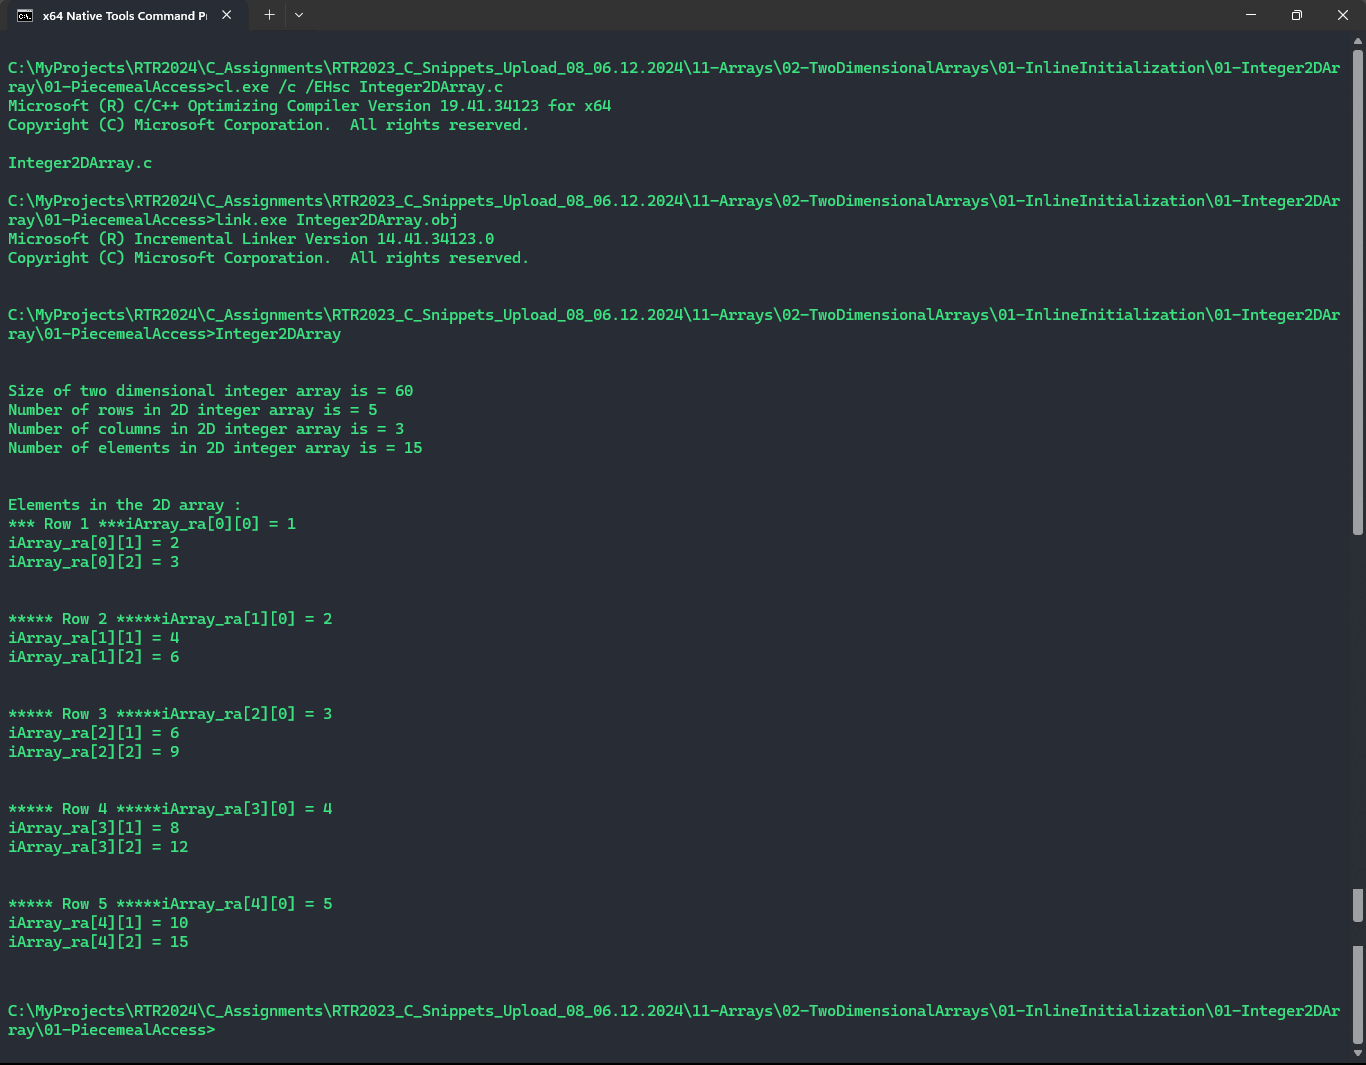 x64 Native Tools Command Pr
C:\MyProjects\RTR2024\C_Assignments\RTR2023_C_Snippets_Upload_08_06.12.2024\11-Arrays\02-TwoDimensionalArrays\01-InlineInitialization\01-Integer2DAr
ray\01-PiecemealAccess>cl.exe /c /EHsc Integer2DArray.c
Microsoft (R) C/C++ Optimizing Compiler Version 19.41.34123 for x64
Copyright (C) Microsoft Corporation.  All rights reserved.
Integer2DArray.c
C:\MyProjects\RTR2024\C_Assignments\RTR2023_C_Snippets_Upload_08_06.12.2024\11-Arrays\02-TwoDimensionalArrays\01-InlineInitialization\01-Integer2DAr
ray\01-PiecemealAccess>link.exe Integer2DArray.obj
Microsoft (R) Incremental Linker Version 14.41.34123.0
Copyright (C) Microsoft Corporation.  All rights reserved.
C:\MyProjects\RTR2024\C_Assignments\RTR2023_C_Snippets_Upload_08_06.12.2024\11-Arrays\02-TwoDimensionalArrays\01-InlineInitialization\01-Integer2DAr
ray\01-PiecemealAccess>Integer2DArray
Size of two dimensional integer array is = 60
Number of rows in 2D integer array is = 5
Number of columns in 2D integer array is = 3
Number of elements in 2D integer array is = 15
Elements in the 2D array :
*** Row 1 ***iArray_ra[0][0] = 1
iArray_ra[0][1] = 2
iArray_ra[0][2] = 3
***** Row 2 *****iArray_ra[1][0] = 2
iArray_ra[1][1] = 4
iArray_ra[1][2] = 6
***** Row 3 *****iArray_ra[2][0] = 3
iArray_ra[2][1] = 6
iArray_ra[2][2] = 9
***** Row 4 *****iArray_ra[3][0] = 4
iArray_ra[3][1] = 8
iArray_ra[3][2] = 12
***** Row 5 *****iArray_ra[4][0] = 5
iArray_ra[4][1] = 10
iArray_ra[4][2] = 15
C:\MyProjects\RTR2024\C_Assignments\RTR2023_C_Snippets_Upload_08_06.12.2024\11-Arrays\02-TwoDimensionalArrays\01-InlineInitialization\01-Integer2DAr
ray\01-PiecemealAccess>